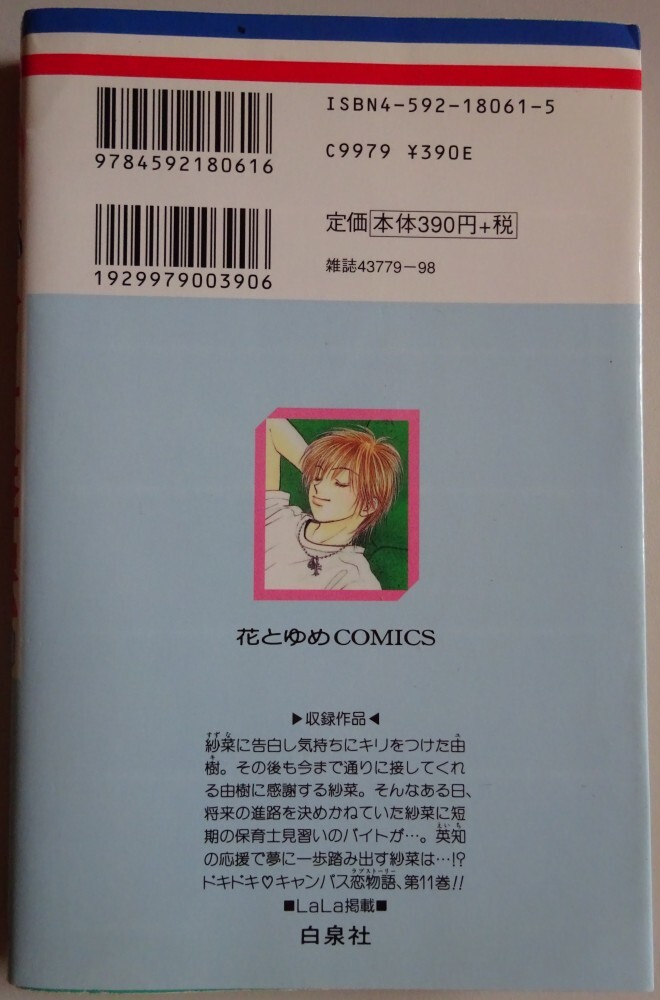 ISBN4-592-18061-5
9784592180616
C9979 ¥390E
定価 本体390円+税
1929979003906
雑誌43779-98
花とゆめCOMICS
▶収録作品◀
紗菜に告白し気持ちにキリをつけた由
樹。その後も今まで通りに接してくれ
る由樹に感謝する紗菜。そんなある日、
将来の進路を決めかねていた紗菜に短
期の保育士見習いのバイトが…。英知
の応援で夢に一歩踏み出す紗菜は…!?
ドキドキ♡キャンパス恋物語、第11巻!!
■LaLa掲載■
白泉社